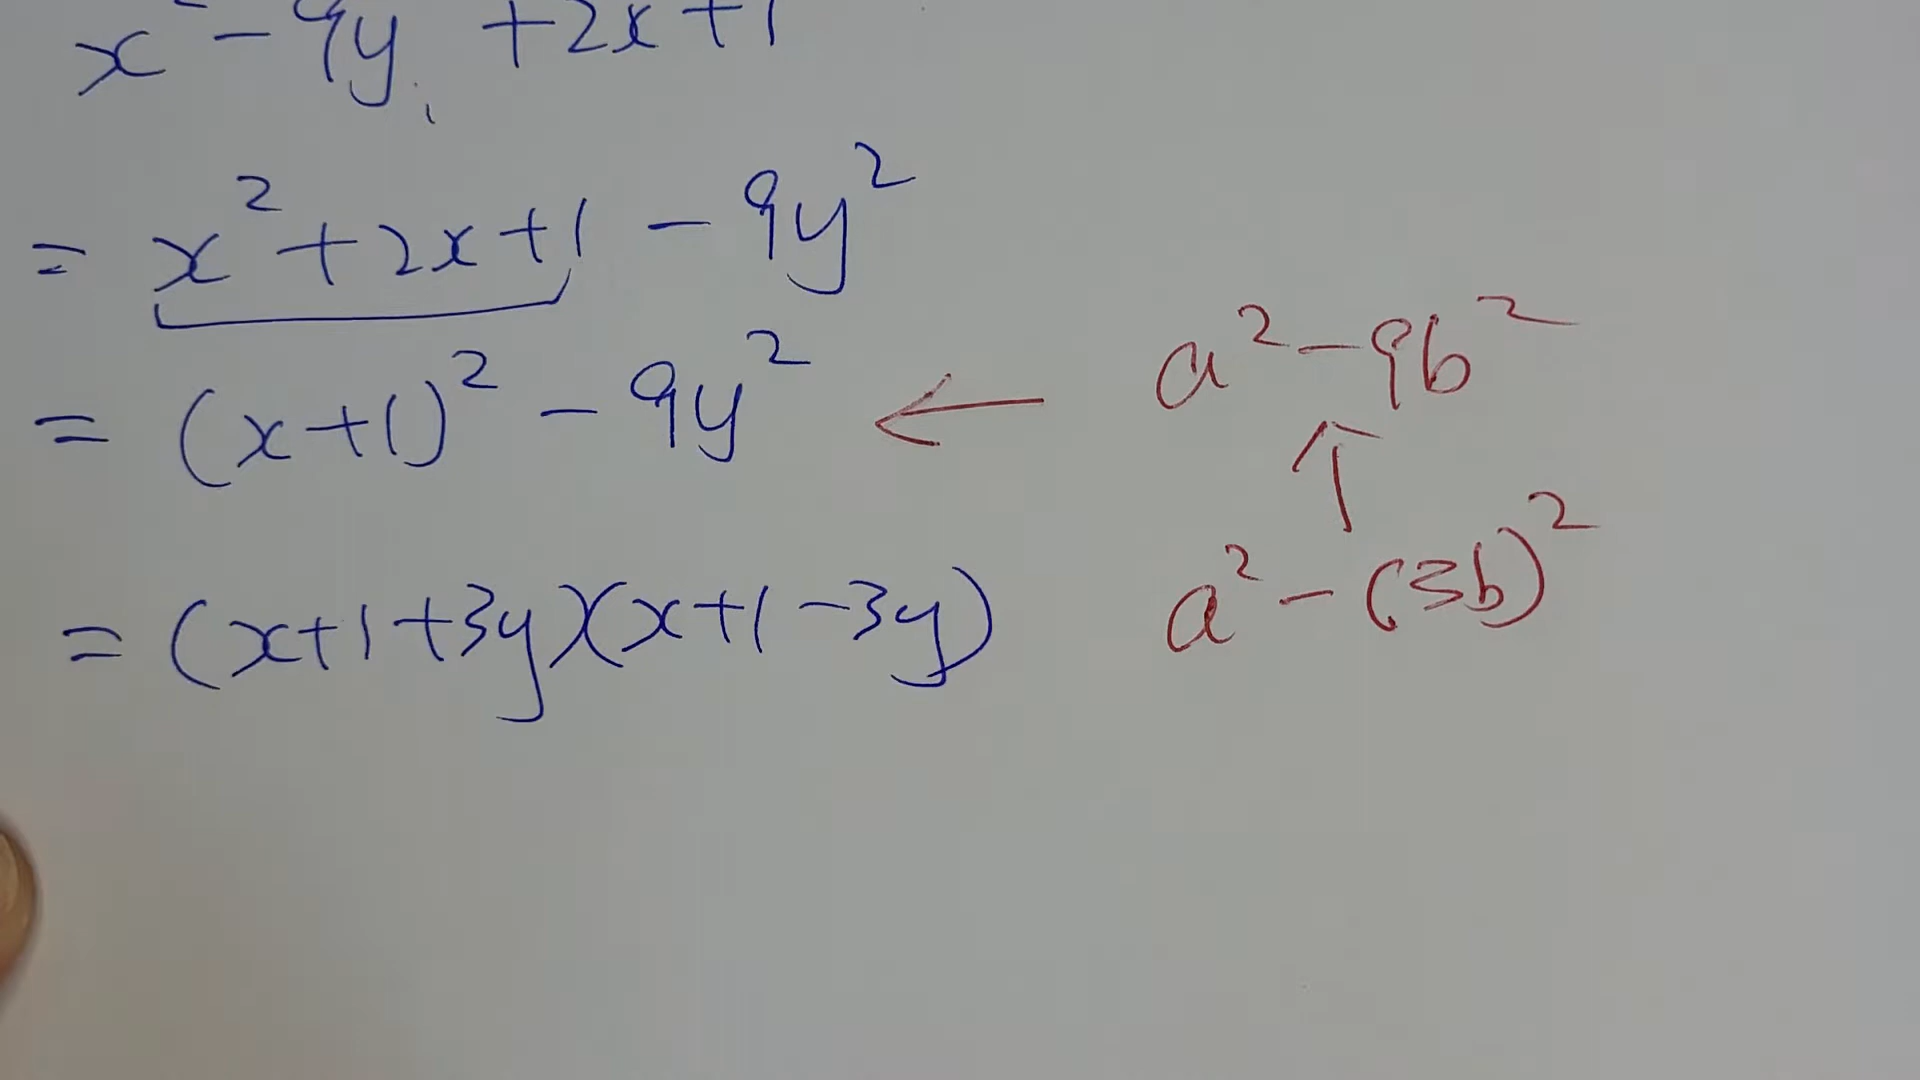 x² - 9y +2x+1
= x²+2x+1 - 9y²
= (x+1)² - 9y² ← a²-9b²
↑
= (x+1+3y)(x+1-3y) a²-(3b)²